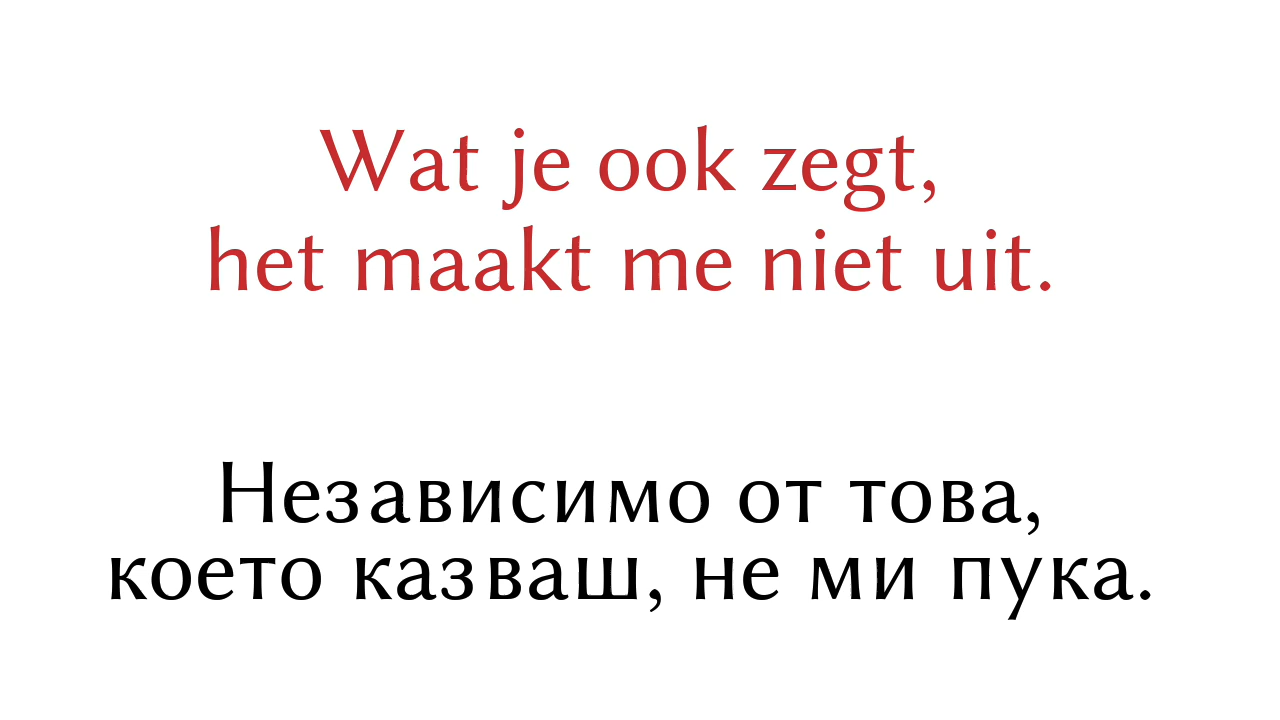 Wat je ook zegt,
het maakt me niet uit.
Независимо от това,
което казваш, не ми пука.